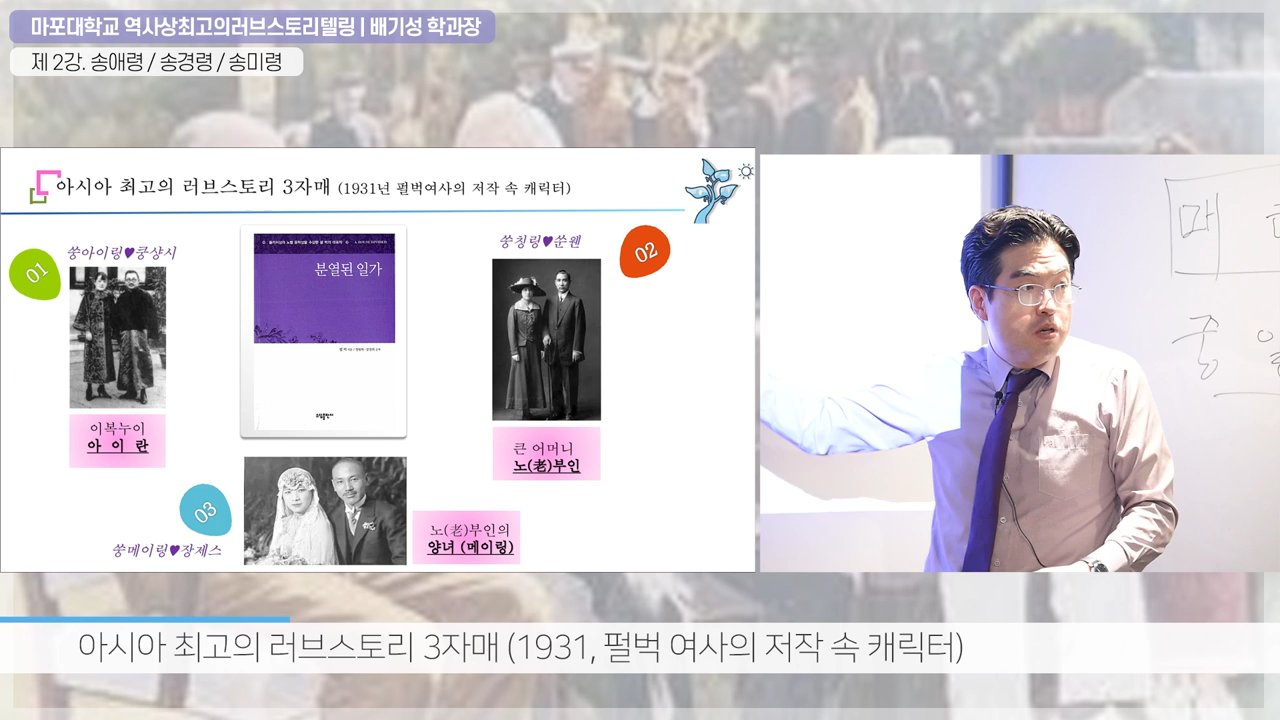 마포대학교 역사상최고의러브스토리텔링 | 배기성 학과장
제 2강. 송애령 / 송경령 / 송미령
아시아 최고의 러브스토리 3자매 (1931년 펄벅여사의 저작 속 캐릭터)
01
쑹아이링♥쿵샹시
이복누이
아 이 란
분열된 일가
쑹칭링♥쑨원
02
큰 어머니
노(老)부인
03
쑹메이링♥장제스
노(老)부인의
양녀 (메이링)
매
중 일
아시아 최고의 러브스토리 3자매 (1931, 펄벅 여사의 저작 속 캐릭터)